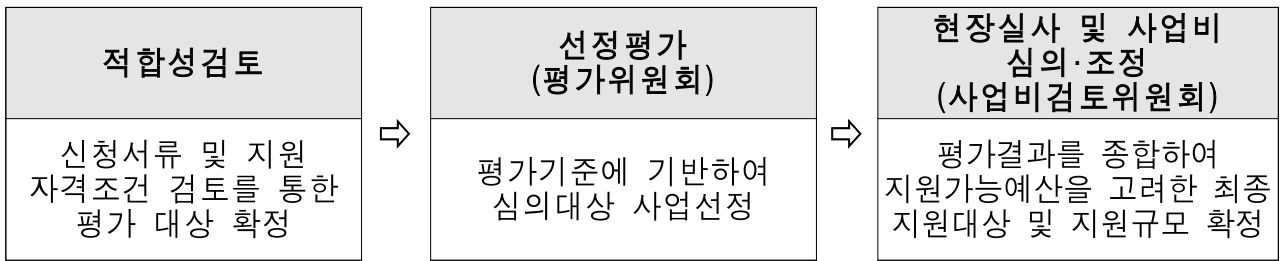 적합성검토
신청서류 및 지원
자격조건 검토를 통한
평가 대상 확정
⇨
선정평가
(평가위원회)
평가기준에 기반하여
심의대상 사업선정
⇨
현장실사 및 사업비
심의·조정
(사업비검토위원회)
평가결과를 종합하여
지원가능예산을 고려한 최종
지원대상 및 지원규모 확정